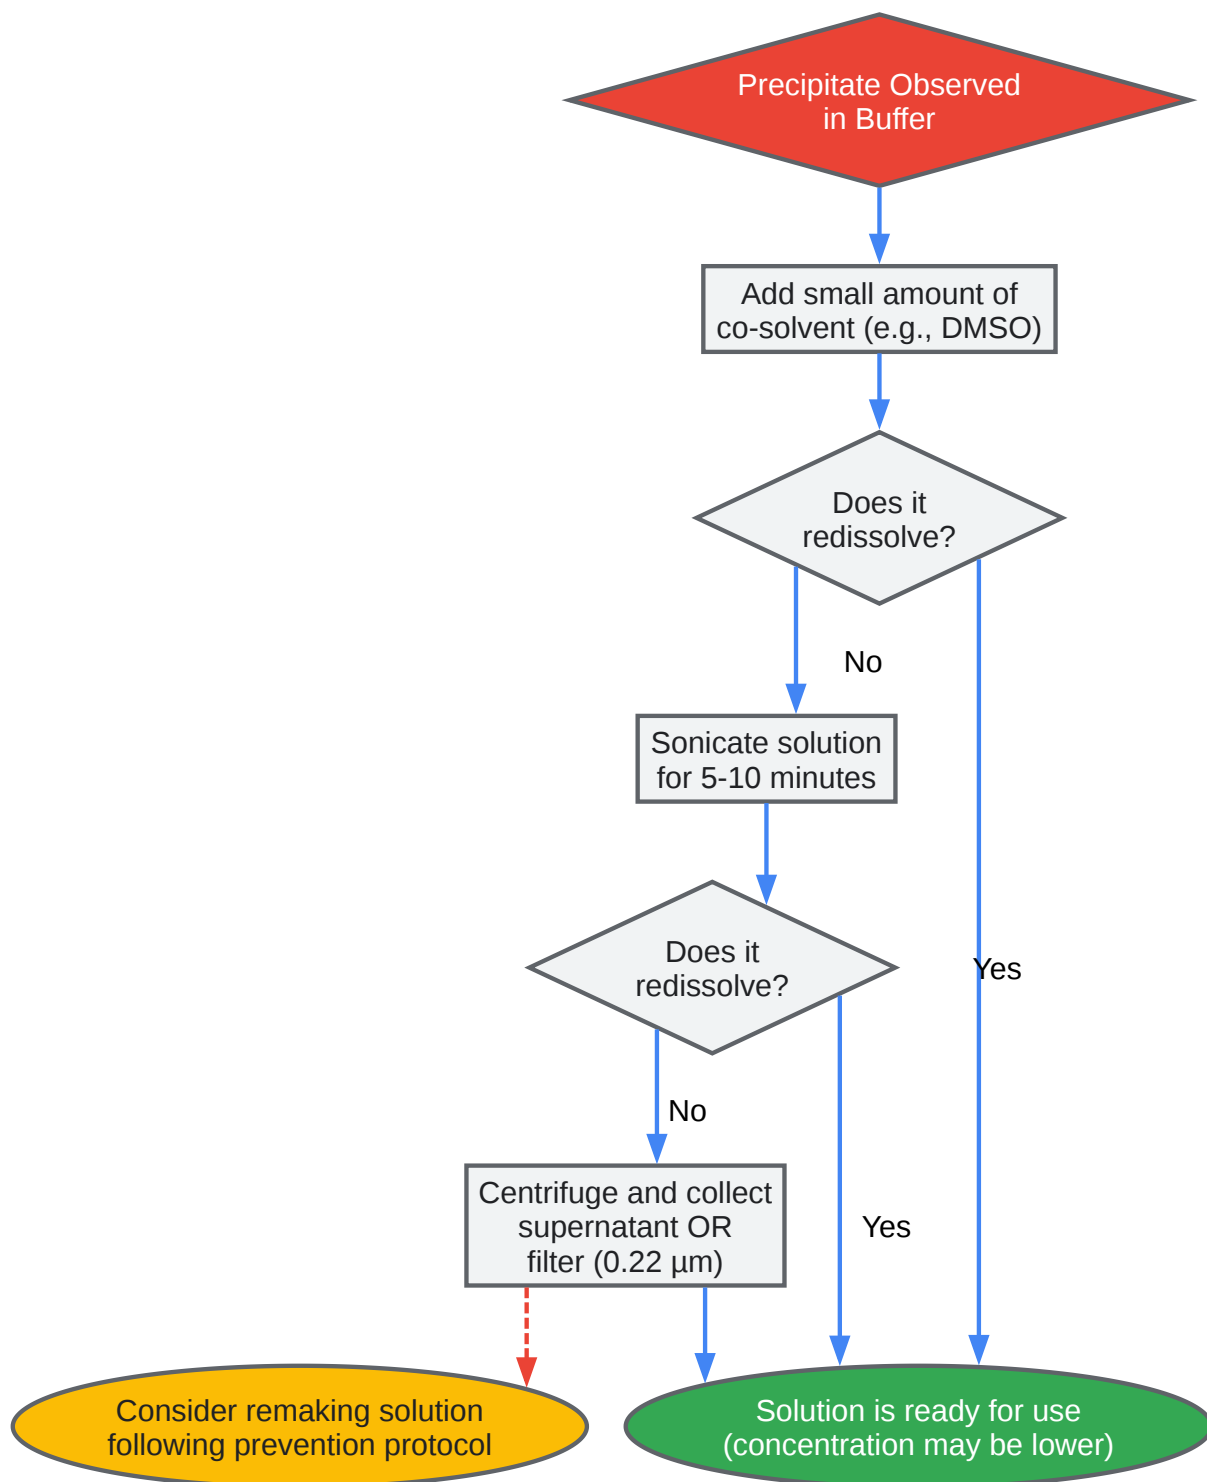 Precipitate Observed
in Buffer
Add small amount of
co-solvent (e.g., DMSO)
Does it
redissolve?
No
Sonicate solution
for 5-10 minutes
Does it
redissolve?
Yes
No
Centrifuge and collect
supernatant OR
filter (0.22 µm)
Yes
Consider remaking solution
following prevention protocol
Solution is ready for use
(concentration may be lower)